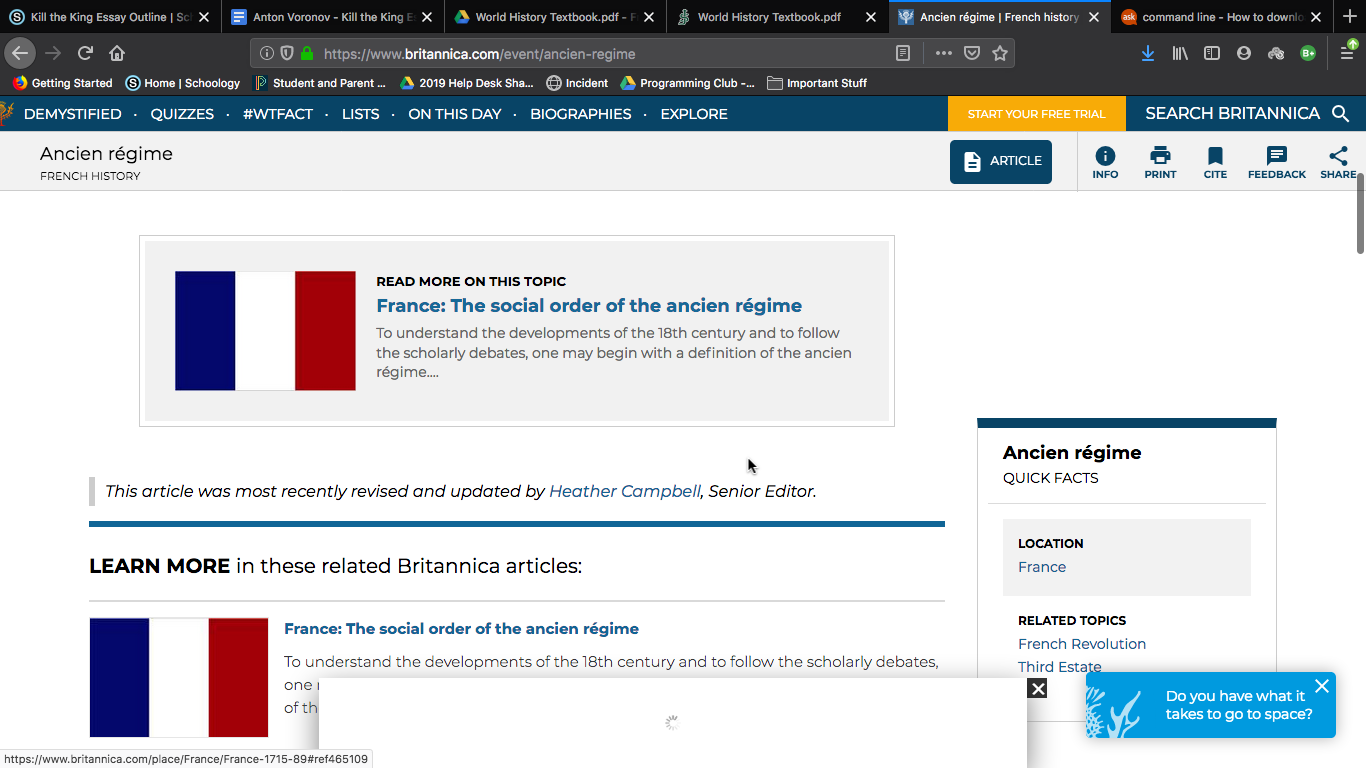 Kill the King Essay Outline | Sc
Anton Voronov - Kill the King E
World History Textbook.pdf - F
World History Textbook.pdf
Ancien régime | French history
ask command line - How to downlo
https://www.britannica.com/event/ancien-regime
Getting Started
Home | Schoology
Student and Parent ...
2019 Help Desk Sha...
Incident
Programming Club -...
Important Stuff
DEMYSTIFIED · QUIZZES · #WTFACT · LISTS · ON THIS DAY · BIOGRAPHIES · EXPLORE
START YOUR FREE TRIAL
SEARCH BRITANNICA
Ancien régime
FRENCH HISTORY
ARTICLE
INFO
PRINT
CITE
FEEDBACK
SHARE
READ MORE ON THIS TOPIC
France: The social order of the ancien régime
To understand the developments of the 18th century and to follow
the scholarly debates, one may begin with a definition of the ancien
régime....
This article was most recently revised and updated by Heather Campbell, Senior Editor.
LEARN MORE in these related Britannica articles:
France: The social order of the ancien régime
To understand the developments of the 18th century and to follow the scholarly debates,
one
of th
Ancien régime
QUICK FACTS
LOCATION
France
RELATED TOPICS
French Revolution
Third Estate
Do you have what it
takes to go to space?
https://www.britannica.com/place/France/France-1715-89#ref465109